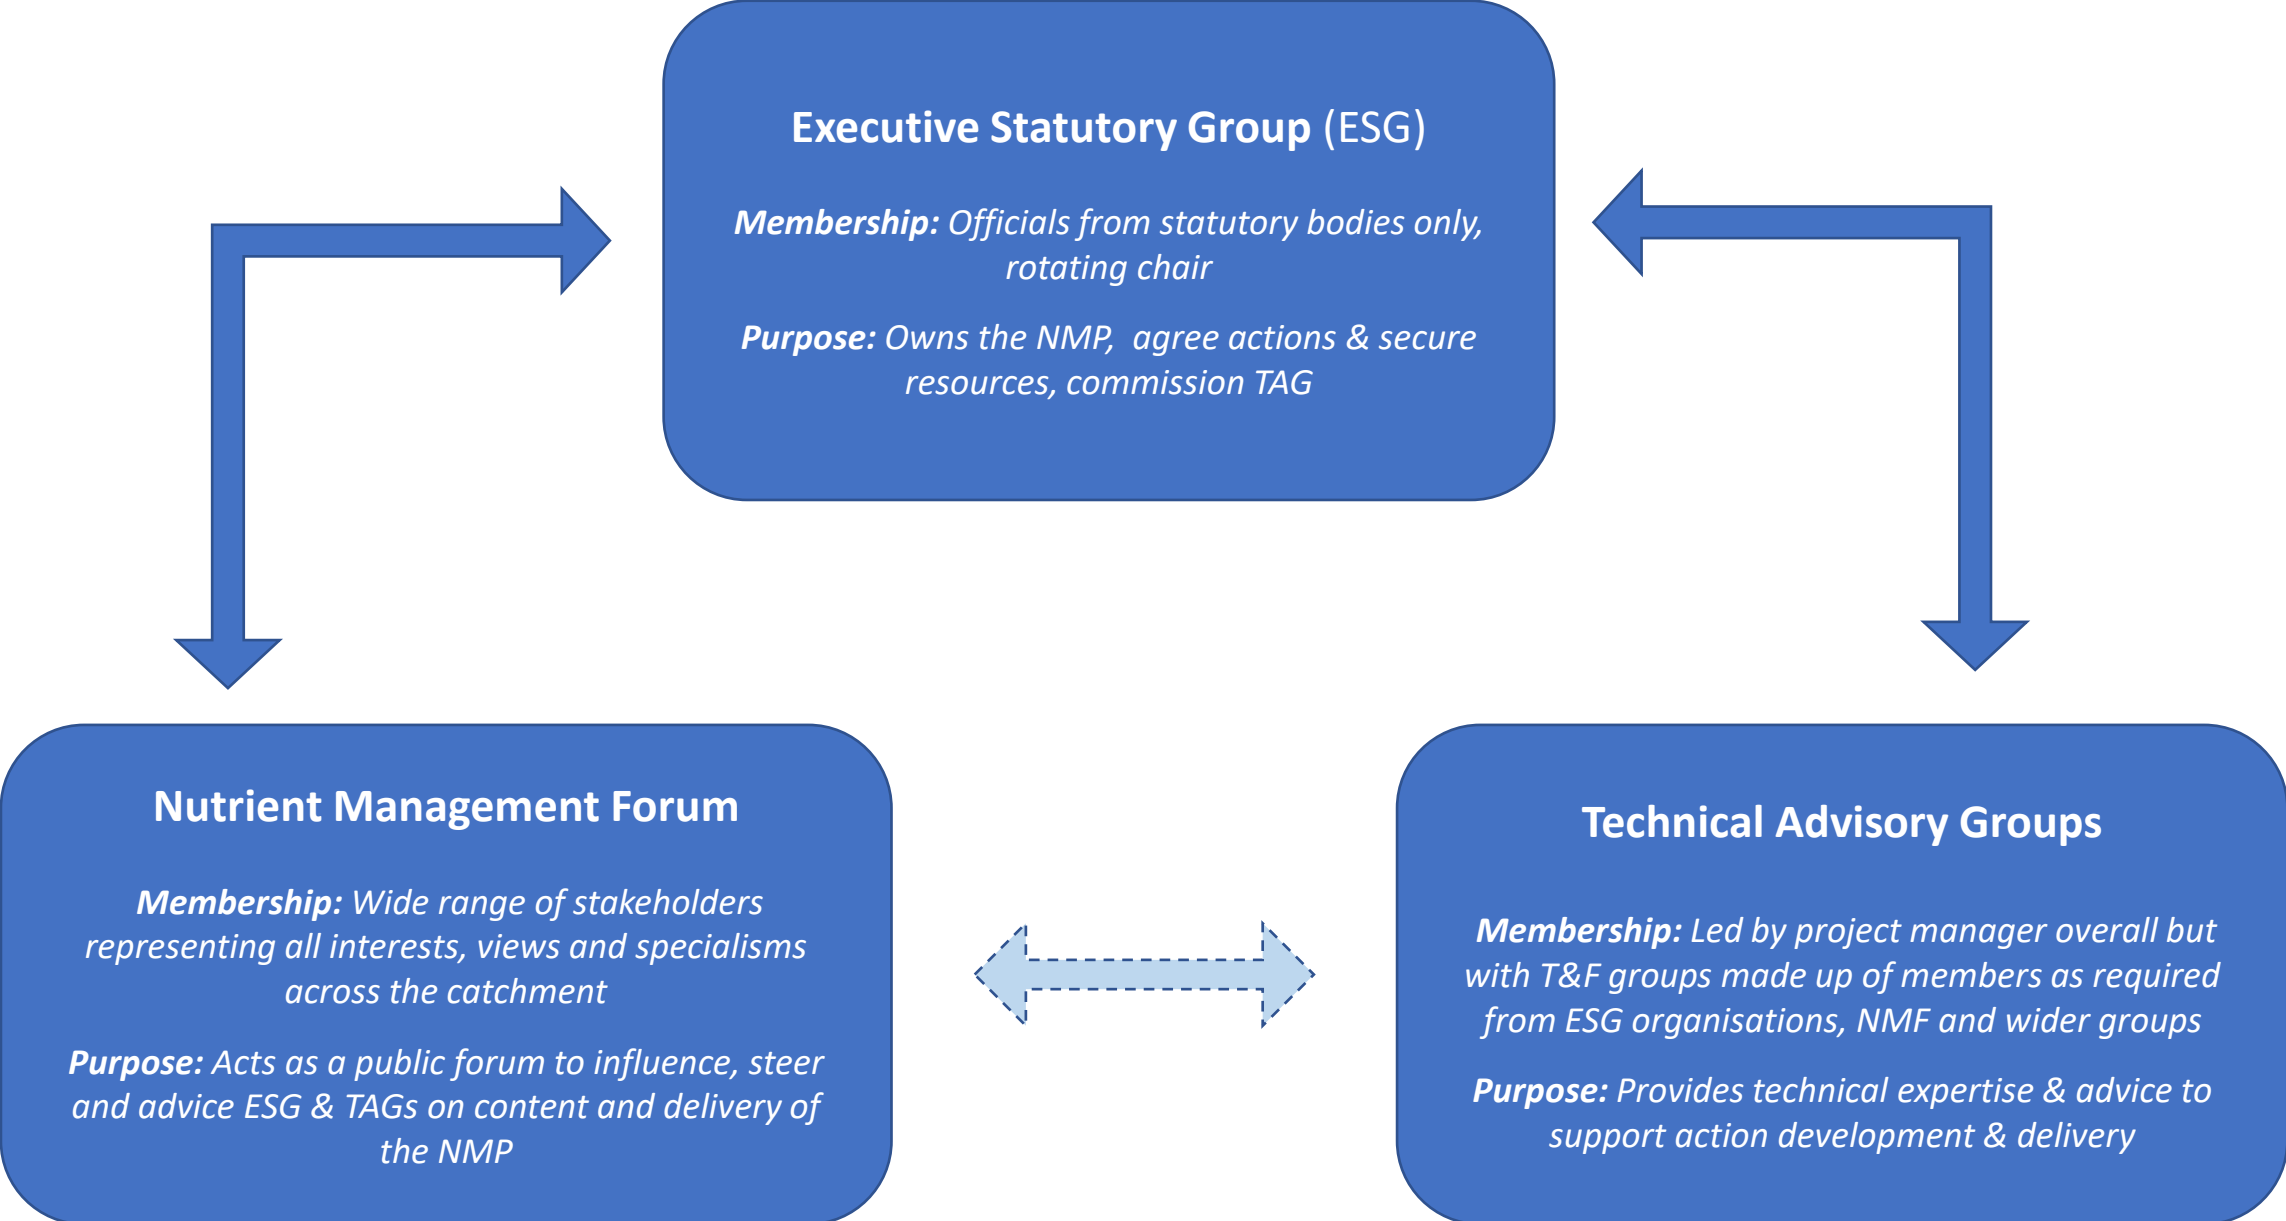 Executive Statutory Group (ESG)
Membership: Officials from statutory bodies only,
rotating chair
Purpose: Owns the NMP,  agree actions & secure
resources, commission TAG
Nutrient Management Forum
Membership: Wide range of stakeholders
representing all interests, views and specialisms
across the catchment
Purpose: Acts as a public forum to influence, steer
and advice ESG & TAGs on content and delivery of
the NMP
Technical Advisory Groups
Membership: Led by project manager overall but
with T&F groups made up of members as required
from ESG organisations, NMF and wider groups
Purpose: Provides technical expertise & advice to
support action development & delivery